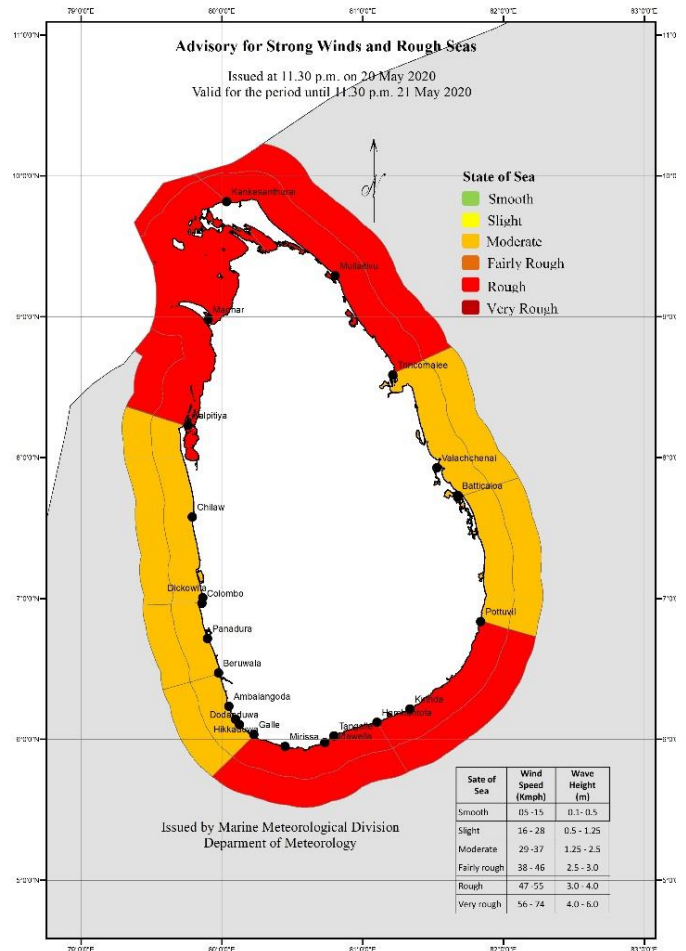 79°0'0"E 80°0'0"E 81°0'0"E 82°0'0"E 83°0'0"E
Advisory for Strong Winds and Rough Seas
Issued at 11.30 p.m. on 20 May 2020
Valid for the period until 11.30 p.m. 21 May 2020
10°0'0"N
9°0'0"N
8°0'0"N
7°0'0"N
6°0'0"N
5°0'0"N
N
State of Sea
Smooth
Slight
Moderate
Fairly Rough
Rough
Very Rough
Kankesanthurai
Mullaitivu
Mannar
Trincomalee
Kalpitiya
Valachchenai
Batticaloa
Chilaw
Dickowita
Colombo
Pottuvil
Panadura
Beruwala
Ambalangoda
Kirinda
Dodanduwa
Hambantota
Hikkaduwa
Galle
Tangalle
Mirissa
Issued by Marine Meteorological Division
Deparment of Meteorology
Sate of Sea Wind Speed (Kmph) Wave Height (m)
Smooth 05 -15 0.1- 0.5
Slight 16 - 28 0.5 - 1.25
Moderate 29 -37 1.25 - 2.5
Fairly rough 38 - 46 2.5 - 3.0
Rough 47 -55 3.0 - 4.0
Very rough 56 - 74 4.0 - 6.0